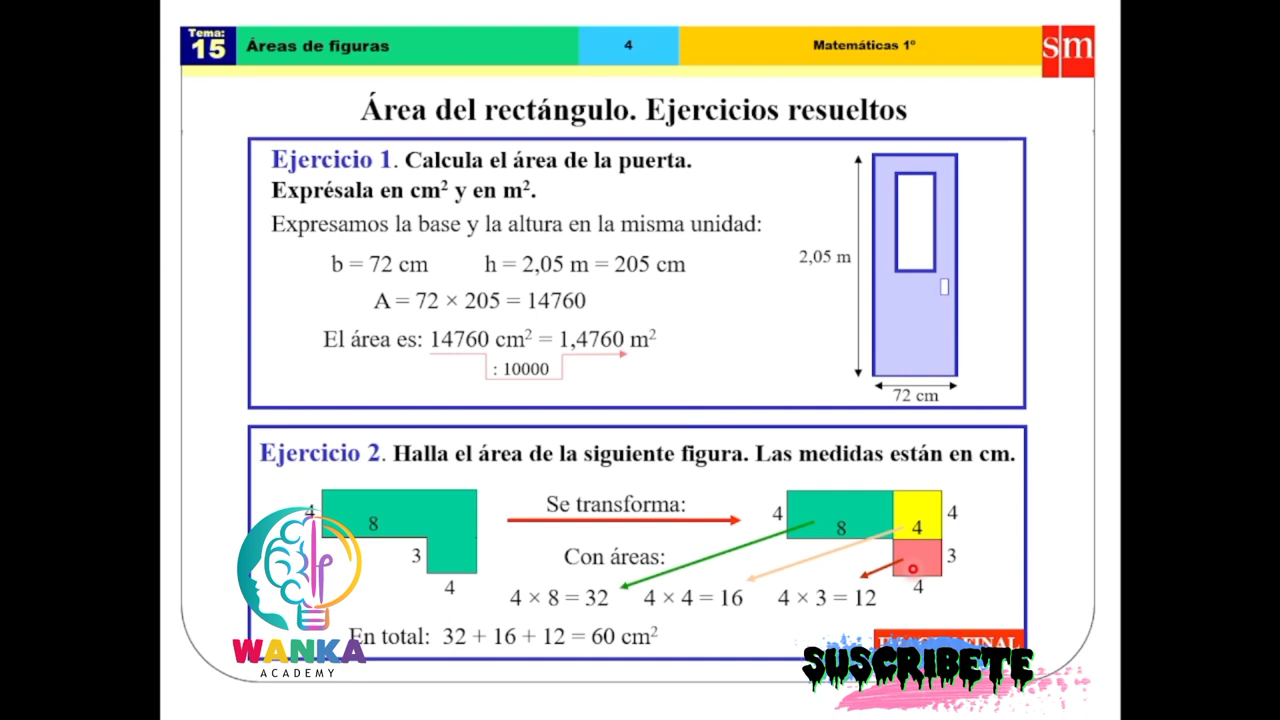 Tema:
15
Áreas de figuras
4
Matemáticas 1º
sm
Área del rectángulo. Ejercicios resueltos
Ejercicio 1. Calcula el área de la puerta.
Exprésala en cm² y en m².
Expresamos la base y la altura en la misma unidad:
b = 72 cm h = 2,05 m = 205 cm
A = 72 × 205 = 14760
El área es: 14760 cm² = 1,4760 m²
: 10000
2,05 m
72 cm
Ejercicio 2. Halla el área de la siguiente figura. Las medidas están en cm.
4
8
3
4
Se transforma:
4
8
4
4
3
4
Con áreas:
4 × 8 = 32 4 × 4 = 16 4 × 3 = 12
En total: 32 + 16 + 12 = 60 cm²
WANKA
ACADEMY
FINAL
SUSCRIBETE